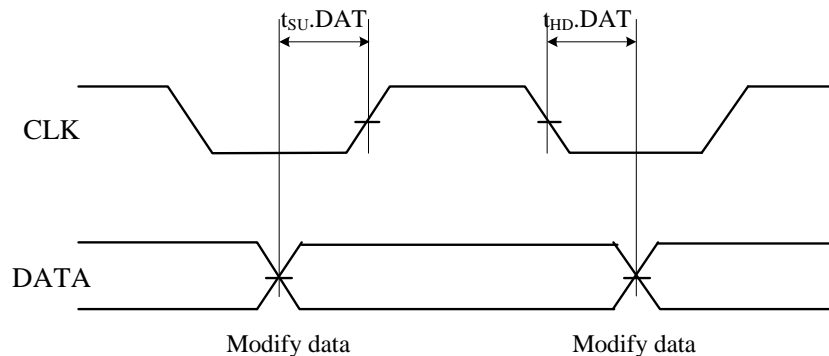 tSU.DAT tHD.DAT
CLK
DATA
Modify data Modify data